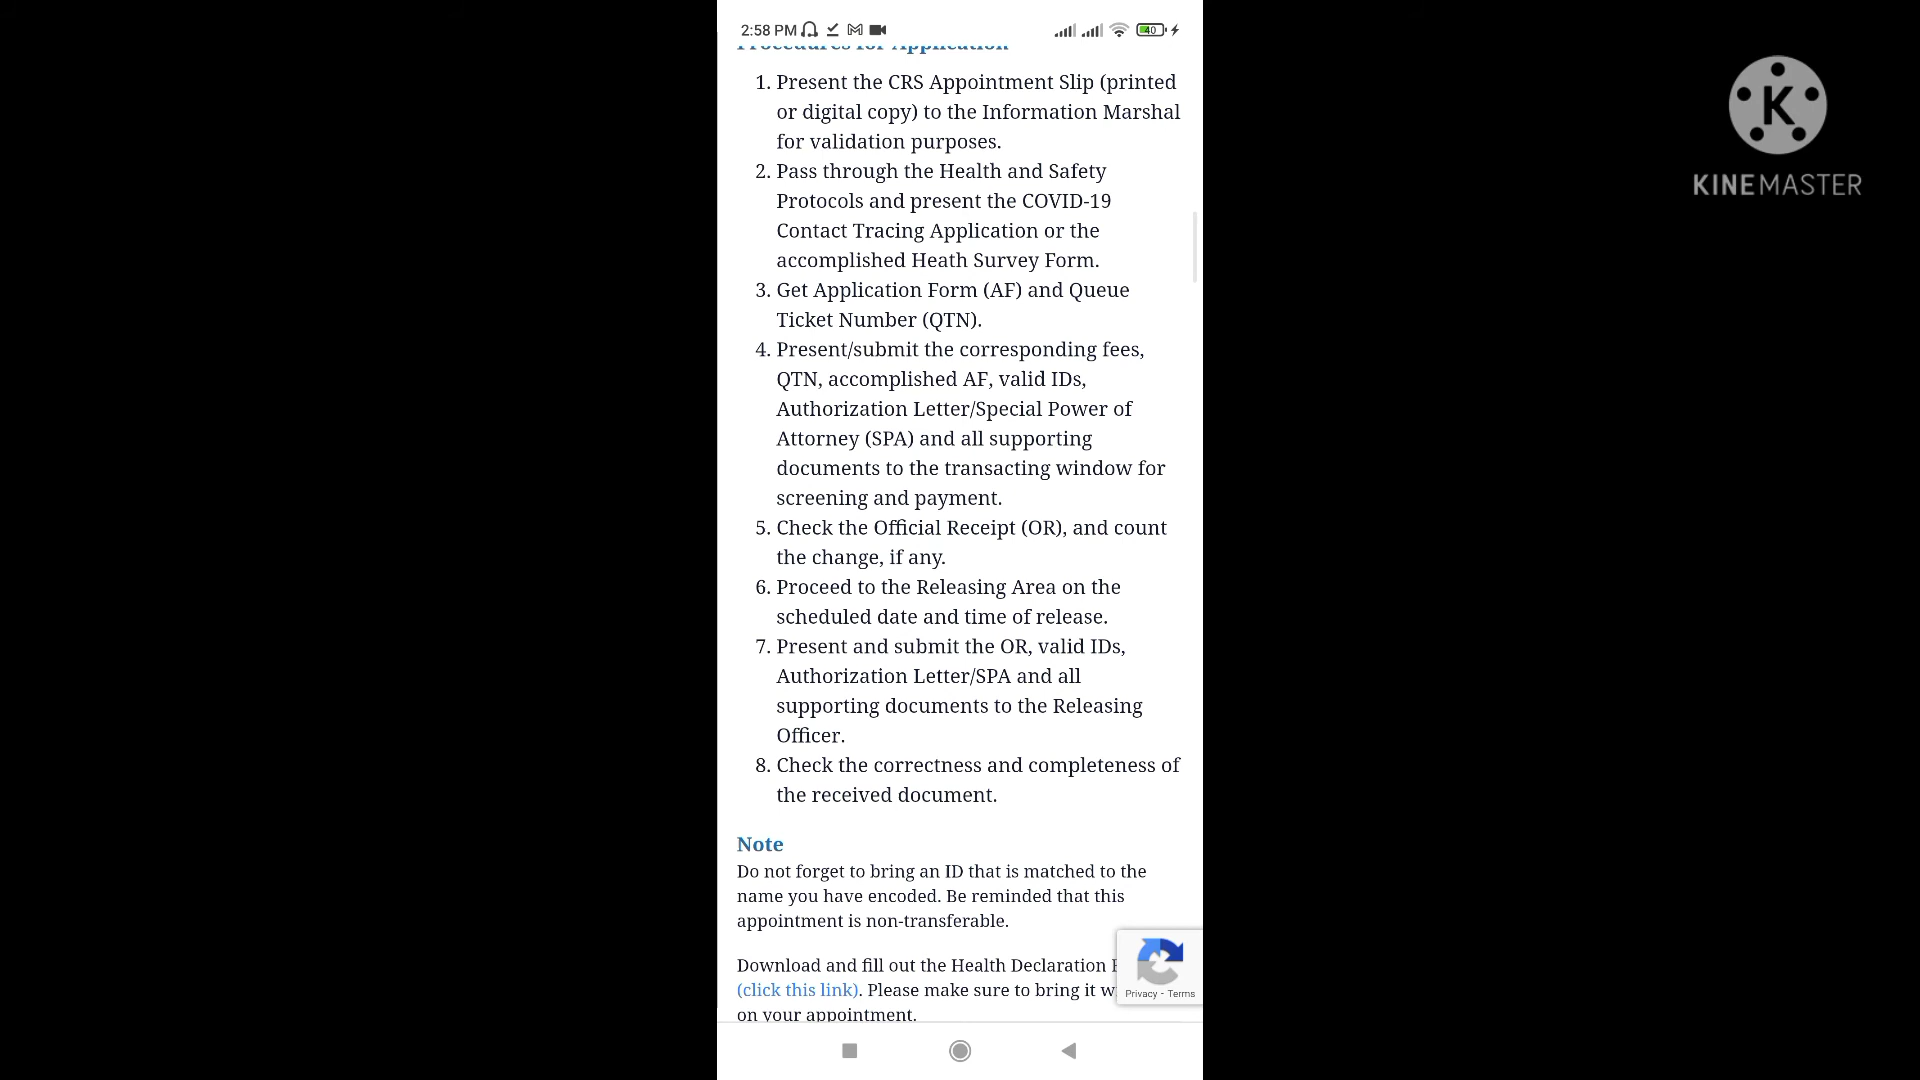 2:58 PM
40
Procedures for Application
1. Present the CRS Appointment Slip (printed
or digital copy) to the Information Marshal
for validation purposes.
2. Pass through the Health and Safety
Protocols and present the COVID-19
Contact Tracing Application or the
accomplished Heath Survey Form.
3. Get Application Form (AF) and Queue
Ticket Number (QTN).
4. Present/submit the corresponding fees,
QTN, accomplished AF, valid IDs,
Authorization Letter/Special Power of
Attorney (SPA) and all supporting
documents to the transacting window for
screening and payment.
5. Check the Official Receipt (OR), and count
the change, if any.
6. Proceed to the Releasing Area on the
scheduled date and time of release.
7. Present and submit the OR, valid IDs,
Authorization Letter/SPA and all
supporting documents to the Releasing
Officer.
8. Check the correctness and completeness of
the received document.
Note
Do not forget to bring an ID that is matched to the
name you have encoded. Be reminded that this
appointment is non-transferable.
Download and fill out the Health Declaration
(click this link). Please make sure to bring it
on your appointment.
Privacy - Terms
K
KINEMASTER